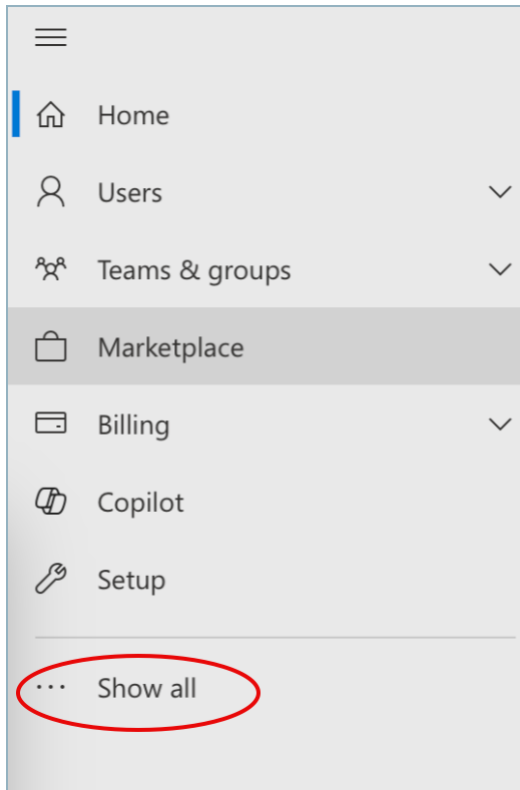 Home
Users
Teams & groups
Marketplace
Billing
Copilot
Setup
Show all